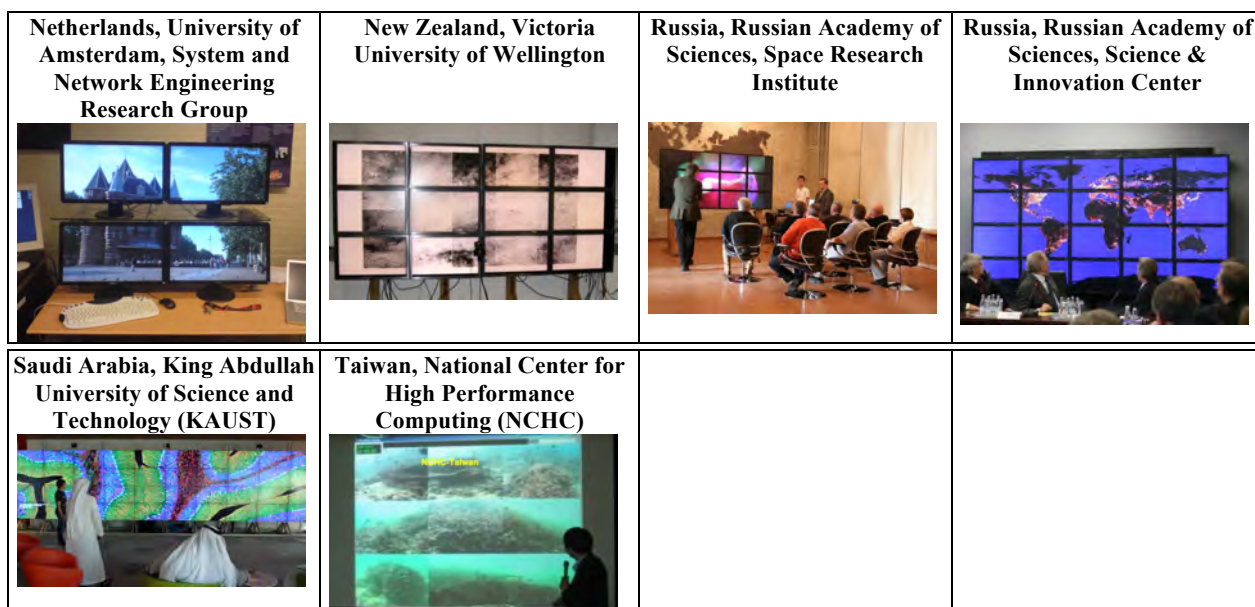 Netherlands, University of
Amsterdam, System and
Network Engineering
Research Group
New Zealand, Victoria
University of Wellington
Russia, Russian Academy of
Sciences, Space Research
Institute
Russia, Russian Academy of
Sciences, Science &
Innovation Center
Saudi Arabia, King Abdullah
University of Science and
Technology (KAUST)
Taiwan, National Center for
High Performance
Computing (NCHC)
NCHC-Taiwan